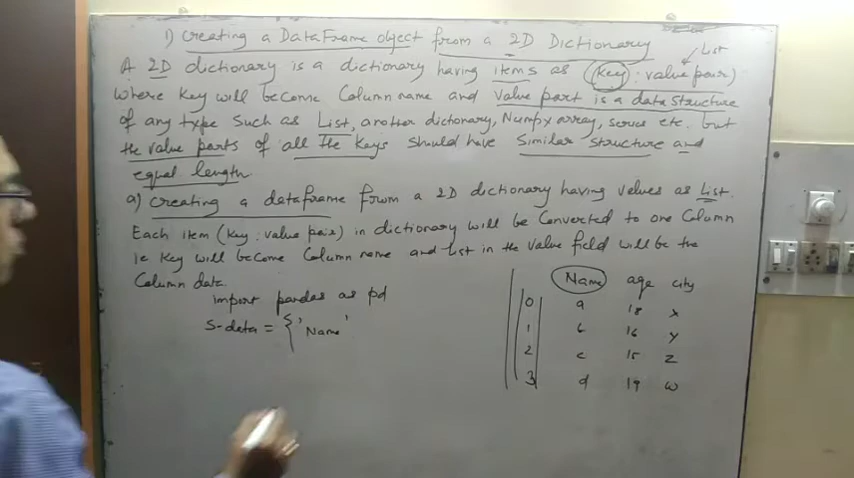 1) Creating a DataFrame object from a 2D Dictionary
List
A 2D dictionary is a dictionary having items as (key : value pair)
where key will become Column name and value part is a data structure
of any type such as List, another dictionary, Numpy array, series etc. but
the value parts of all the keys should have similar structure and
equal length
a) creating a dataframe from a 2D dictionary having values as List.
Each item (key : value pair) in dictionary will be converted to one Column
ie key will become Column name and list in the value field will be the
Column data.
import pandas as pd
S-data = { 'Name'
Name age city
0 a 18 x
1 b 16 y
2 c 15 z
3 d 19 w